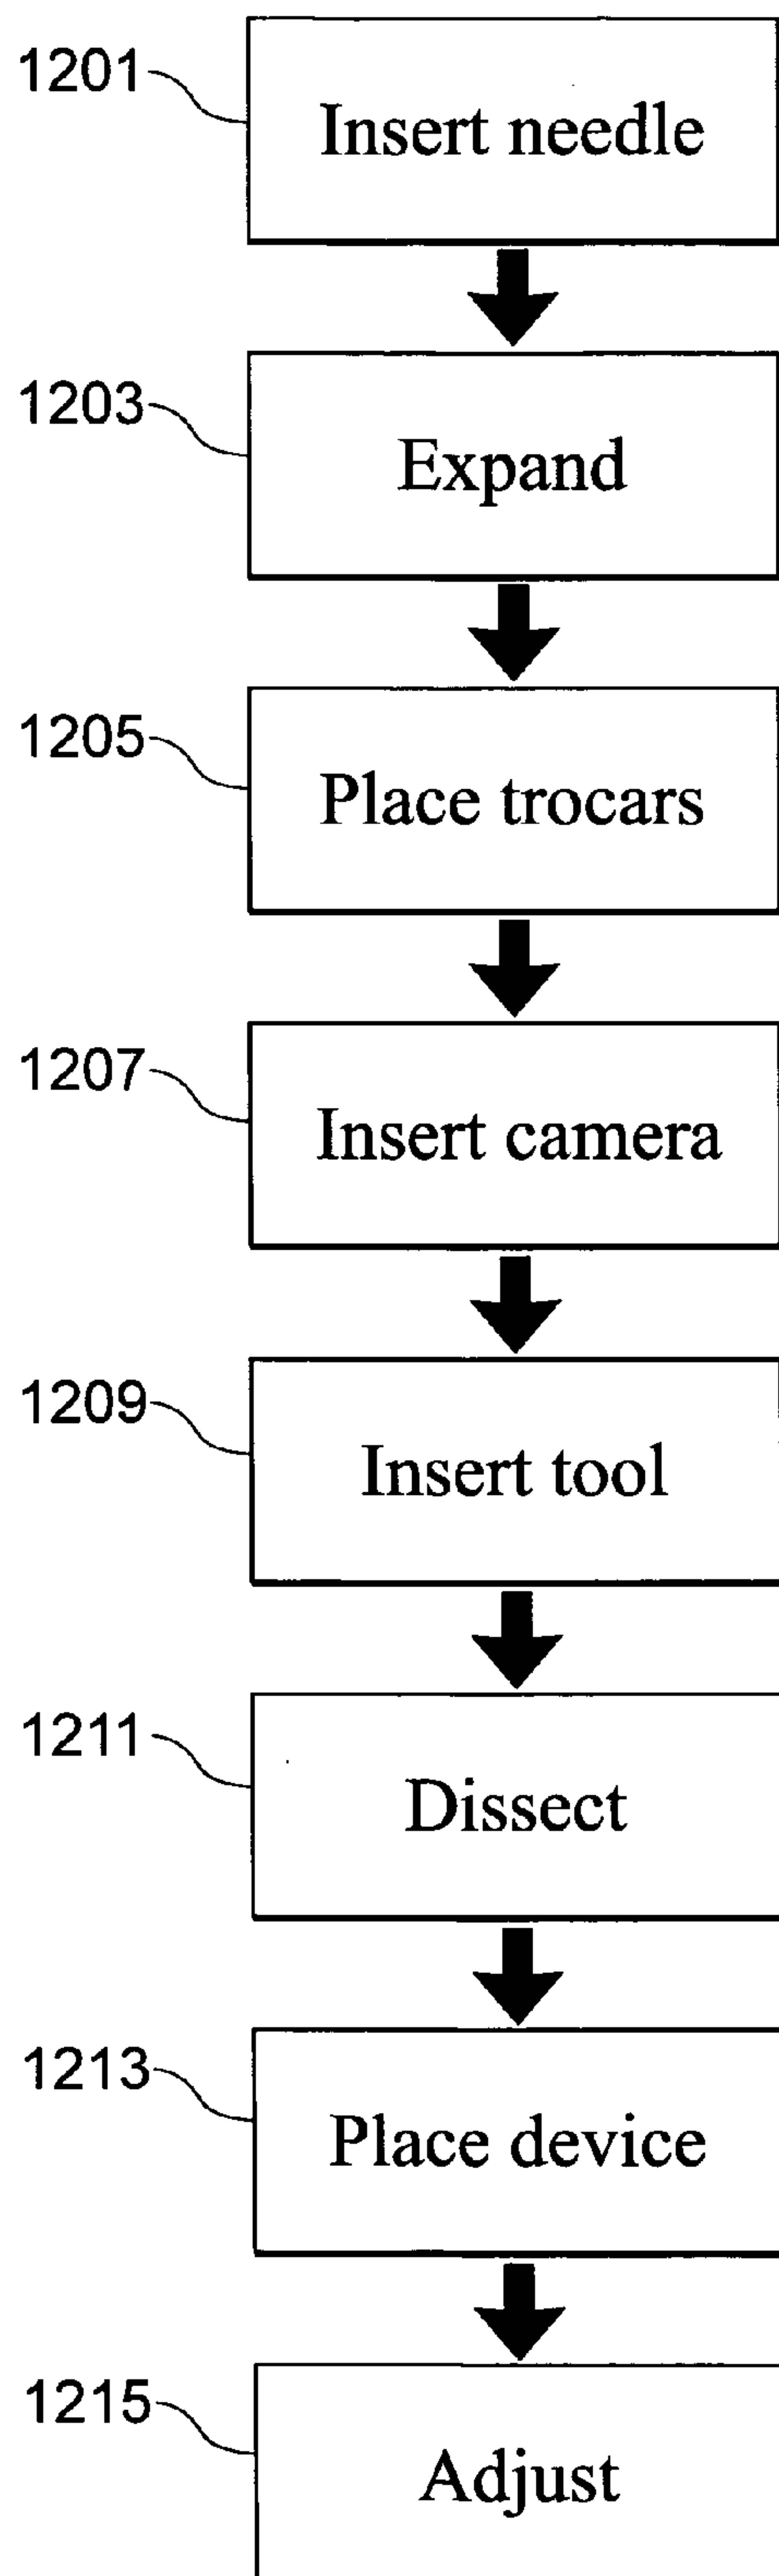 1201
Insert needle
1203
Expand
1205
Place trocars
1207
Insert camera
1209
Insert tool
1211
Dissect
1213
Place device
1215
Adjust